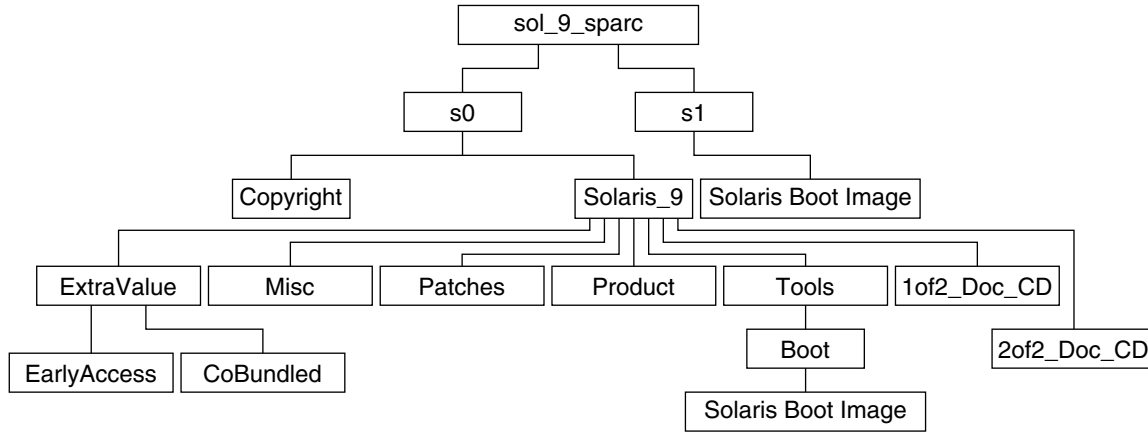 sol_9_sparc
s0
s1
Copyright
Solaris_9
Solaris Boot Image
ExtraValue
Misc
Patches
Product
Tools
1of2_Doc_CD
EarlyAccess
CoBundled
Boot
2of2_Doc_CD
Solaris Boot Image